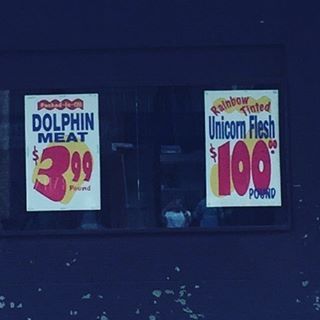 Packed-in-Oil
DOLPHIN
MEAT
$3.99
Pound
Rainbow
Tinted
Unicorn Flesh
$100.00
POUND